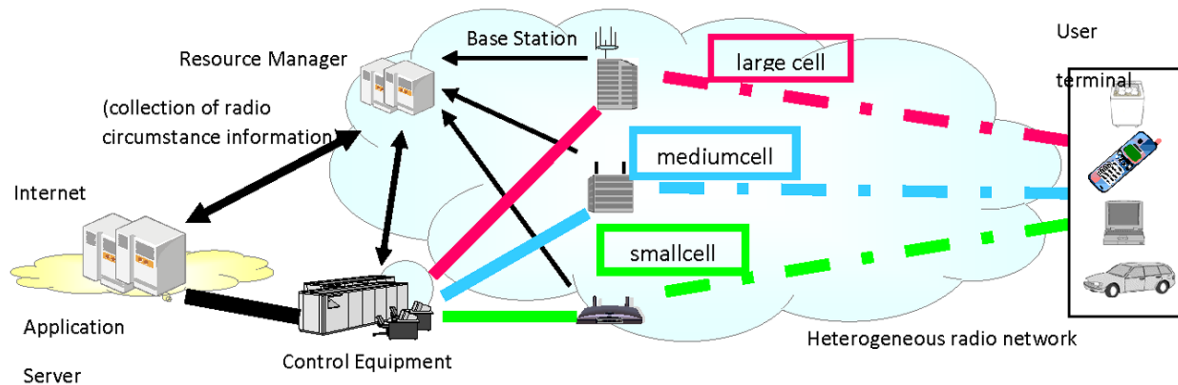 Base Station
Resource Manager
(collection of radio
circumstance information)
large cell
User
terminal
mediumcell
Internet
smallcell
Application
Server
Control Equipment
Heterogeneous radio network